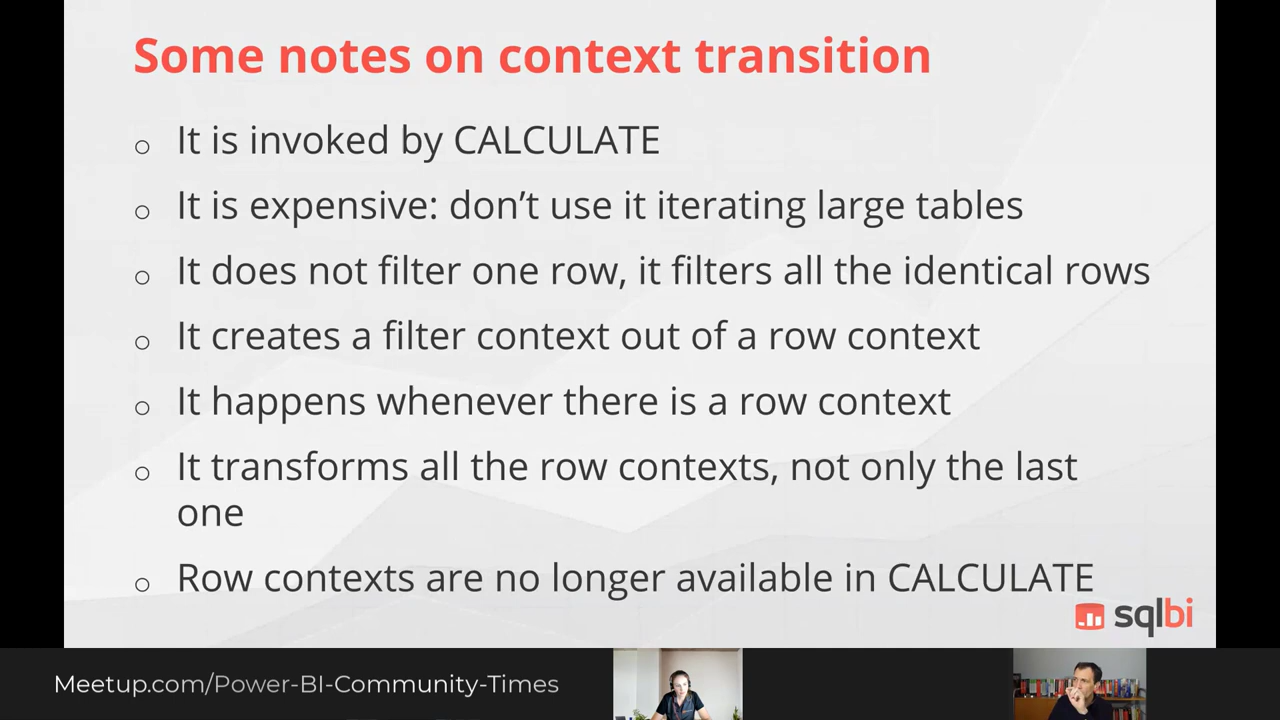 Some notes on context transition
○ It is invoked by CALCULATE
○ It is expensive: don’t use it iterating large tables
○ It does not filter one row, it filters all the identical rows
○ It creates a filter context out of a row context
○ It happens whenever there is a row context
○ It transforms all the row contexts, not only the last
one
○ Row contexts are no longer available in CALCULATE
sqlbi
Meetup.com/Power-BI-Community-Times